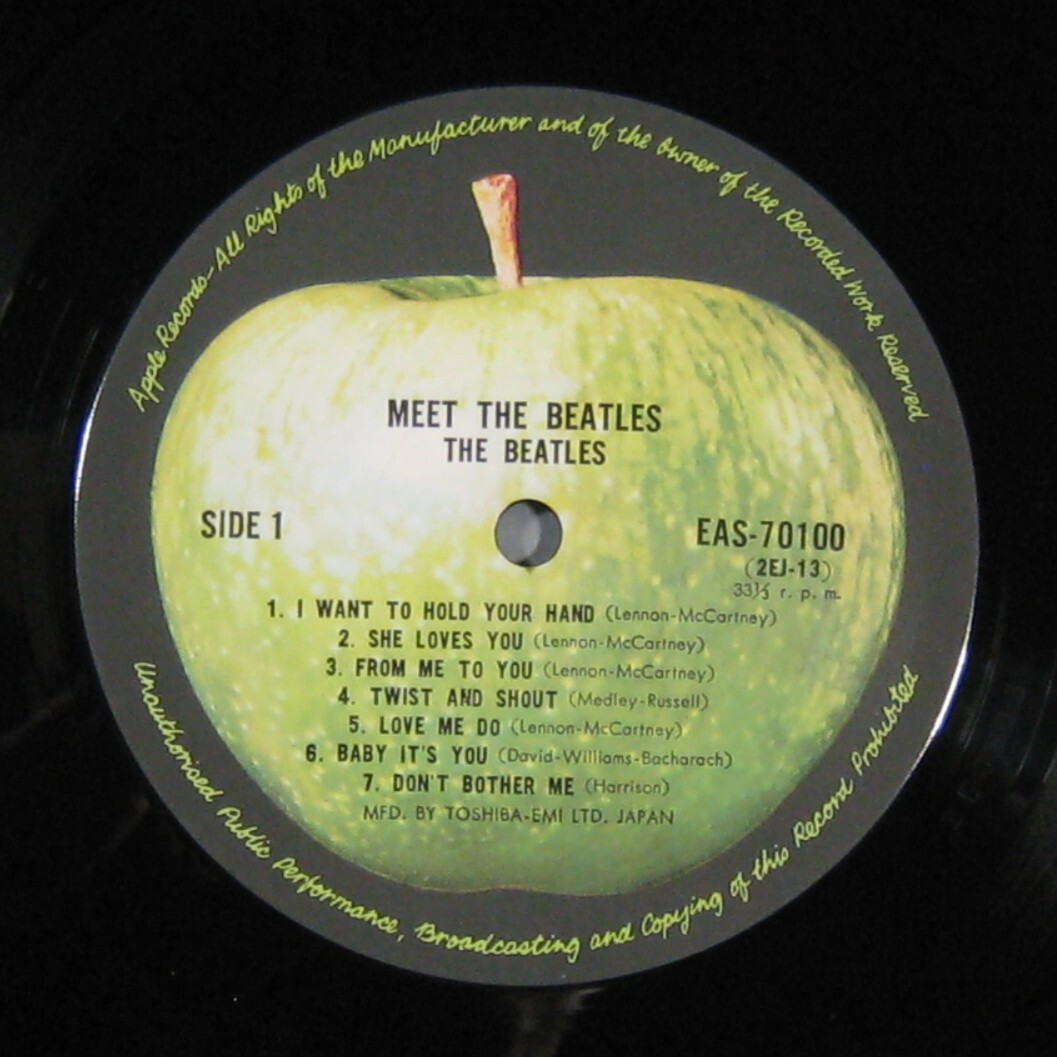 Apple Records-All Rights of the Manufacturer and of the Owner of the Recorded Work Reserved
MEET THE BEATLES
THE BEATLES
SIDE 1
EAS-70100
(2EJ-13)
33⅓ r. p. m.
1. I WANT TO HOLD YOUR HAND (Lennon-McCartney)
2. SHE LOVES YOU (Lennon-McCartney)
3. FROM ME TO YOU (Lennon-McCartney)
4. TWIST AND SHOUT (Medley-Russell)
5. LOVE ME DO (Lennon-McCartney)
6. BABY IT'S YOU (David-Williams-Bacharach)
7. DON'T BOTHER ME (Harrison)
MFD. BY TOSHIBA-EMI LTD. JAPAN
Unauthorised Public Performance, Broadcasting and Copying of this Record Prohibited